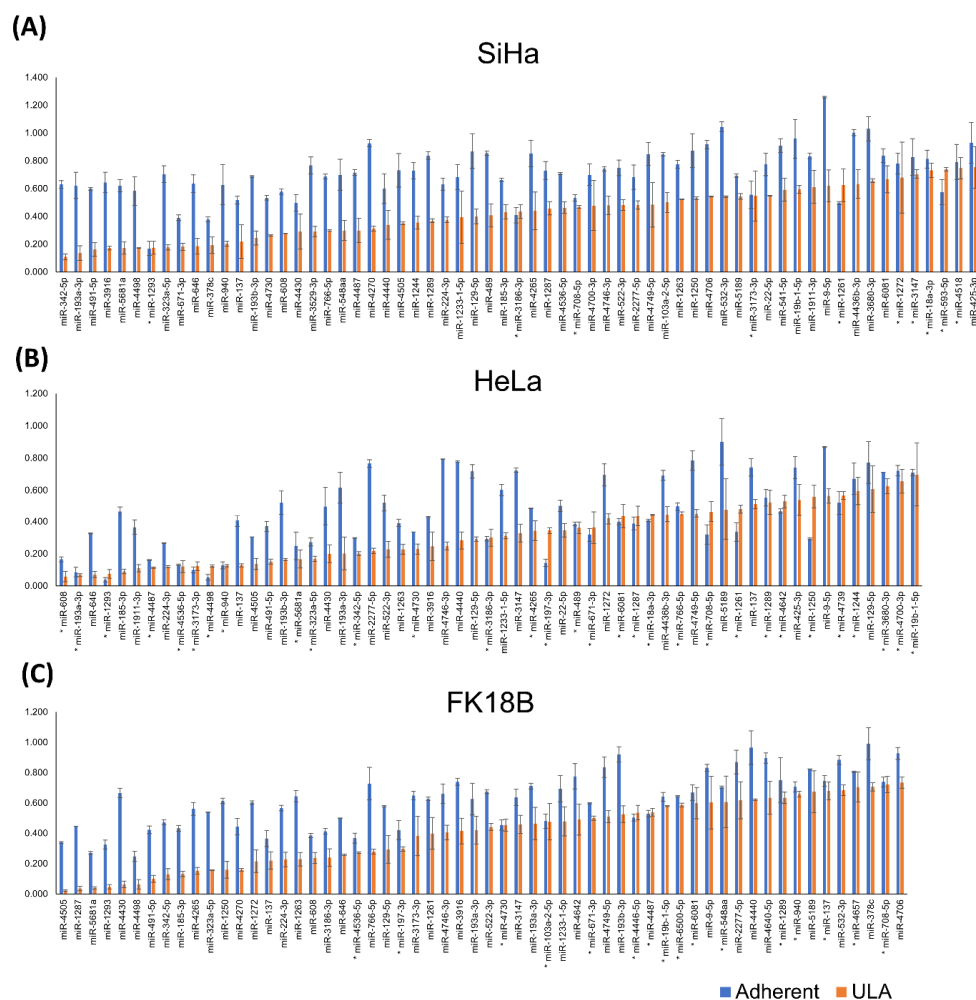 (A)
SiHa
1.400
1.200
1.000
0.800
0.600
0.400
0.200
0.000
miR-342-5p
miR-193a-3p
miR-491-5p
miR-3916
miR-5681a
miR-4498
* miR-1293
miR-323a-5p
miR-671-3p
miR-646
miR-378c
miR-940
miR-137
miR-193b-3p
miR-4730
miR-608
miR-4430
miR-3529-3p
miR-766-5p
miR-548aa
miR-4487
miR-4270
miR-4440
miR-4505
miR-1244
miR-1289
miR-224-3p
miR-1233-1-5p
miR-129-5p
miR-489
miR-185-3p
* miR-3186-3p
miR-4265
miR-1287
* miR-708-5p
miR-4536-5p
miR-4700-3p
miR-4746-3p
miR-522-3p
miR-2277-5p
miR-4749-5p
miR-103a-2-5p
miR-1263
miR-1250
miR-4706
miR-532-3p
miR-5189
* miR-3173-3p
miR-22-5p
miR-541-5p
miR-19b-1-5p
miR-1911-3p
miR-9-5p
* miR-1261
miR-4436b-3p
miR-3680-3p
miR-6081
* miR-1272
* miR-3147
* miR-18a-3p
* miR-593-5p
* miR-4518
miR-425-3p
(B)
HeLa
1.200
1.000
0.800
0.600
0.400
0.200
0.000
* miR-608
* miR-193a-3p
miR-646
* miR-1293
miR-185-3p
miR-1911-3p
* miR-4487
miR-224-3p
* miR-4536-5p
* miR-3173-3p
* miR-4498
* miR-940
miR-137
miR-4505
miR-491-5p
miR-193b-3p
miR-4430
miR-193a-3p
* miR-5681a
* miR-323a-5p
* miR-342-5p
miR-2277-5p
miR-522-3p
miR-1263
* miR-4730
miR-3916
miR-4746-3p
miR-4440
miR-129-5p
* miR-3186-3p
miR-1233-1-5p
miR-3147
* miR-4265
* miR-197-3p
miR-22-5p
* miR-489
* miR-671-3p
miR-1272
* miR-6081
* miR-1287
* miR-18a-3p
miR-4436b-3p
* miR-766-5p
miR-4749-5p
* miR-708-5p
miR-5189
* miR-1261
miR-137
* miR-1289
* miR-4642
miR-425-3p
* miR-1250
miR-9-5p
* miR-4739
* miR-1244
miR-129-5p
* miR-3680-3p
* miR-4700-3p
* miR-19b-1-5p
(C)
FK18B
1.200
1.000
0.800
0.600
0.400
0.200
0.000
miR-4505
miR-1287
miR-5681a
miR-1293
miR-4430
miR-4498
miR-491-5p
miR-342-5p
miR-185-3p
miR-4265
miR-323a-5p
miR-1250
miR-4270
miR-1272
miR-137
miR-224-3p
miR-1263
miR-608
miR-3186-3p
miR-646
* miR-4536-5p
miR-766-5p
miR-129-5p
* miR-197-3p
miR-3173-3p
miR-1261
miR-4746-3p
miR-3916
miR-193a-3p
miR-489
miR-522-3p
* miR-4730
miR-3147
miR-193a-3p
* miR-103a-2-5p
miR-1233-1-5p
miR-4642
* miR-671-3p
miR-4749-5p
miR-193b-3p
* miR-4446-5p
* miR-4487
* miR-19b-1-5p
* miR-6500-5p
* miR-6081
miR-9-5p
* miR-548aa
miR-2277-5p
miR-4440
miR-4640-5p
* miR-1289
* miR-940
miR-5189
* miR-137
miR-532-3p
* miR-4657
miR-378c
* miR-708-5p
miR-4706
Adherent
ULA